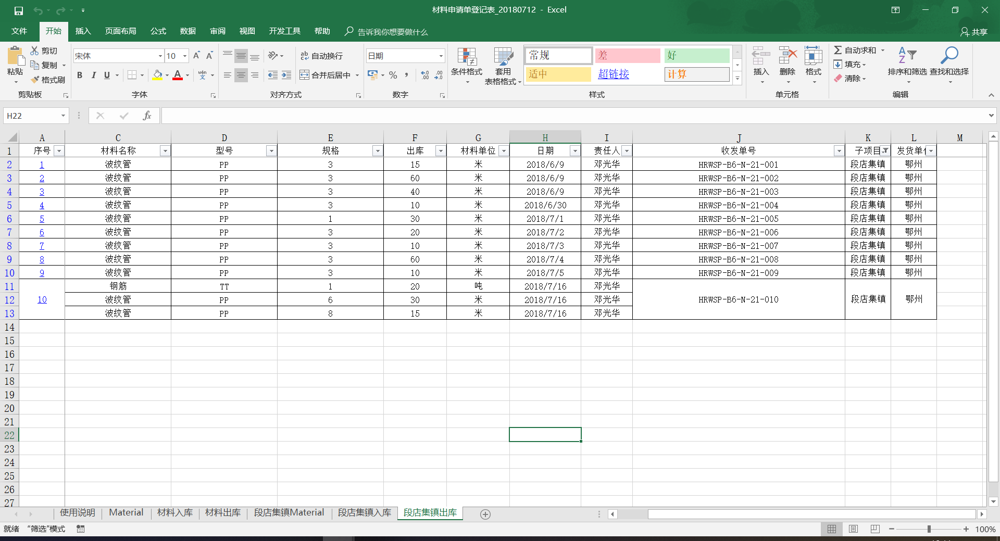 材料申请单登记表_20180712 - Excel
文件 开始 插入 页面布局 公式 数据 审阅 视图 开发工具 帮助 告诉我你想要做什么 共享
粘贴 剪切 复制 格式刷 剪贴板
宋体 10 A A
B I U A wén 文 字体
ab 自动换行 合并后居中 对齐方式
日期 % , 数字
条件格式 套用 表格格式
常规 差 好
适中 超链接 计算
样式
插入 删除 格式 单元格
自动求和 填充 清除 排序和筛选 查找和选择 编辑
H22 fx
A C E D F G H I J K L M
1 序号 材料名称 型号 规格 出库 材料单位 日期 责任人 收发单号 子项目 发货单位
2 1 波纹管 PP 3 15 米 2018/6/9 邓光华 HRWSP-B6-N-21-001 段店集镇 鄂州
3 2 波纹管 PP 3 60 米 2018/6/9 邓光华 HRWSP-B6-N-21-002 段店集镇 鄂州
4 3 波纹管 PP 3 40 米 2018/6/9 邓光华 HRWSP-B6-N-21-003 段店集镇 鄂州
5 4 波纹管 PP 3 10 米 2018/6/30 邓光华 HRWSP-B6-N-21-004 段店集镇 鄂州
6 5 波纹管 PP 1 30 米 2018/7/1 邓光华 HRWSP-B6-N-21-005 段店集镇 鄂州
7 6 波纹管 PP 3 20 米 2018/7/2 邓光华 HRWSP-B6-N-21-006 段店集镇 鄂州
8 7 波纹管 PP 3 10 米 2018/7/3 邓光华 HRWSP-B6-N-21-007 段店集镇 鄂州
9 8 波纹管 PP 3 60 米 2018/7/4 邓光华 HRWSP-B6-N-21-008 段店集镇 鄂州
10 9 波纹管 PP 3 10 米 2018/7/5 邓光华 HRWSP-B6-N-21-009 段店集镇 鄂州
11 钢筋 TT 1 20 吨 2018/7/16 邓光华
12 10 波纹管 PP 6 30 米 2018/7/16 邓光华 HRWSP-B6-N-21-010 段店集镇 鄂州
13 波纹管 PP 8 15 米 2018/7/16 邓光华
14
15
16
17
18
19
20
21
22
23
24
25
26
27
使用说明 Material 材料入库 材料出库 段店集镇Material 段店集镇入库 段店集镇出库
就绪 “筛选”模式 100%